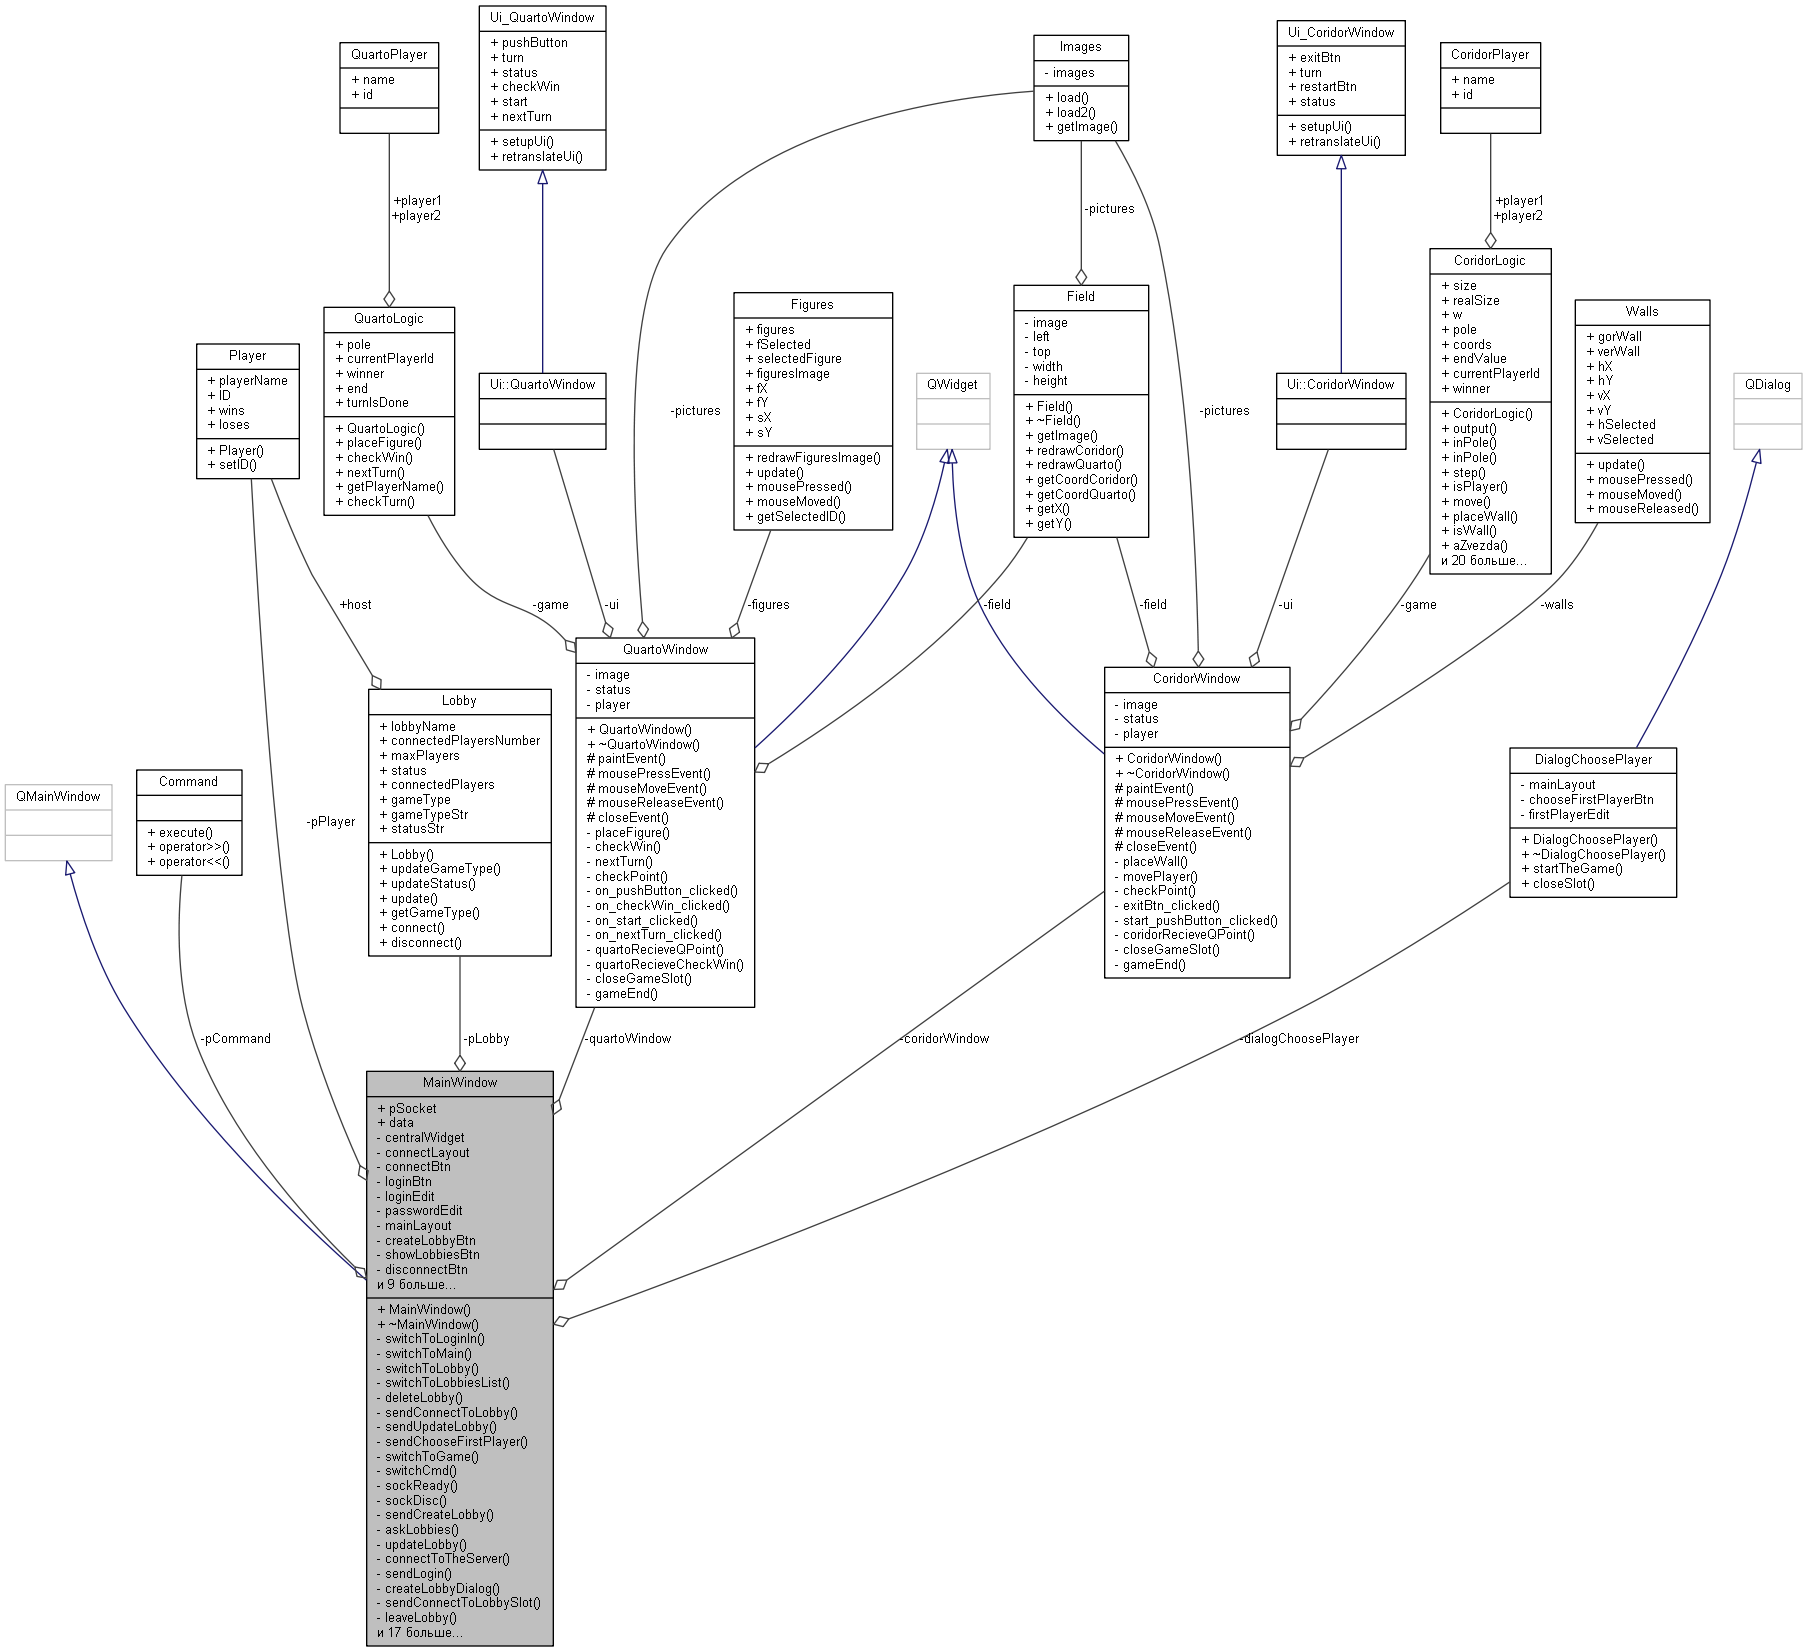 Ui_QuartoWindow
+ pushButton
+ turn
+ status
+ checkWin
+ start
+ nextTurn
+ setupUi()
+ retranslateUi()
QuartoPlayer
+ name
+ id
Images
- images
+ load()
+ load2()
+ getImage()
Ui_CoridorWindow
+ exitBtn
+ turn
+ restartBtn
+ status
+ setupUi()
+ retranslateUi()
CoridorPlayer
+ name
+ id
+player1
+player2
-pictures
+player1
+player2
QuartoLogic
+ pole
+ currentPlayerId
+ winner
+ end
+ turnIsDone
+ QuartoLogic()
+ placeFigure()
+ checkWin()
+ nextTurn()
+ getPlayerName()
+ checkTurn()
Player
+ playerName
+ ID
+ wins
+ loses
+ Player()
+ setID()
Ui::QuartoWindow
-pictures
Figures
+ figures
+ fSelected
+ selectedFigure
+ figuresImage
+ fX
+ fY
+ sX
+ sY
+ redrawFiguresImage()
+ update()
+ mousePressed()
+ mouseMoved()
+ getSelectedID()
QWidget
Field
- image
- left
- top
- width
- height
+ Field()
+ ~Field()
+ getImage()
+ redrawCoridor()
+ redrawQuarto()
+ getCoordCoridor()
+ getCoordQuarto()
+ getX()
+ getY()
-pictures
Ui::CoridorWindow
CoridorLogic
+ size
+ realSize
+ w
+ pole
+ coords
+ endValue
+ currentPlayerId
+ winner
+ CoridorLogic()
+ output()
+ inPole()
+ inPole()
+ step()
+ isPlayer()
+ move()
+ placeWall()
+ isWall()
+ aZvezda()
и 20 больше...
Walls
+ gorWall
+ verWall
+ hX
+ hY
+ vX
+ vY
+ hSelected
+ vSelected
+ update()
+ mousePressed()
+ mouseMoved()
+ mouseReleased()
QDialog
+host
-game
-ui
-figures
-field
-field
-ui
-game
-walls
Lobby
+ lobbyName
+ connectedPlayersNumber
+ maxPlayers
+ status
+ connectedPlayers
+ gameType
+ gameTypeStr
+ statusStr
+ Lobby()
+ updateGameType()
+ updateStatus()
+ update()
+ getGameType()
+ connect()
+ disconnect()
QuartoWindow
- image
- status
- player
+ QuartoWindow()
+ ~QuartoWindow()
# paintEvent()
# mousePressEvent()
# mouseMoveEvent()
# mouseReleaseEvent()
# closeEvent()
- placeFigure()
- checkWin()
- nextTurn()
- checkPoint()
- on_pushButton_clicked()
- on_checkWin_clicked()
- on_start_clicked()
- on_nextTurn_clicked()
- quartoRecieveQPoint()
- quartoRecieveCheckWin()
- closeGameSlot()
- gameEnd()
CoridorWindow
- image
- status
- player
+ CoridorWindow()
+ ~CoridorWindow()
# paintEvent()
# mousePressEvent()
# mouseMoveEvent()
# mouseReleaseEvent()
# closeEvent()
- placeWall()
- movePlayer()
- checkPoint()
- exitBtn_clicked()
- start_pushButton_clicked()
- coridorRecieveQPoint()
- closeGameSlot()
- gameEnd()
DialogChoosePlayer
- mainLayout
- chooseFirstPlayerBtn
- firstPlayerEdit
+ DialogChoosePlayer()
+ ~DialogChoosePlayer()
+ startTheGame()
+ closeSlot()
QMainWindow
Command
+ execute()
+ operator>>()
+ operator<<()
-pPlayer
-pCommand
-pLobby
-quartoWindow
-coridorWindow
-dialogChoosePlayer
MainWindow
+ pSocket
+ data
- centralWidget
- connectLayout
- connectBtn
- loginBtn
- loginEdit
- passwordEdit
- mainLayout
- createLobbyBtn
- showLobbiesBtn
- disconnectBtn
и 9 больше...
+ MainWindow()
+ ~MainWindow()
- switchToLoginIn()
- switchToMain()
- switchToLobby()
- switchToLobbiesList()
- deleteLobby()
- sendConnectToLobby()
- sendUpdateLobby()
- sendChooseFirstPlayer()
- switchToGame()
- switchCmd()
- sockReady()
- sockDisc()
- sendCreateLobby()
- askLobbies()
- updateLobby()
- connectToTheServer()
- sendLogin()
- createLobbyDialog()
- sendConnectToLobbySlot()
- leaveLobby()
и 17 больше...